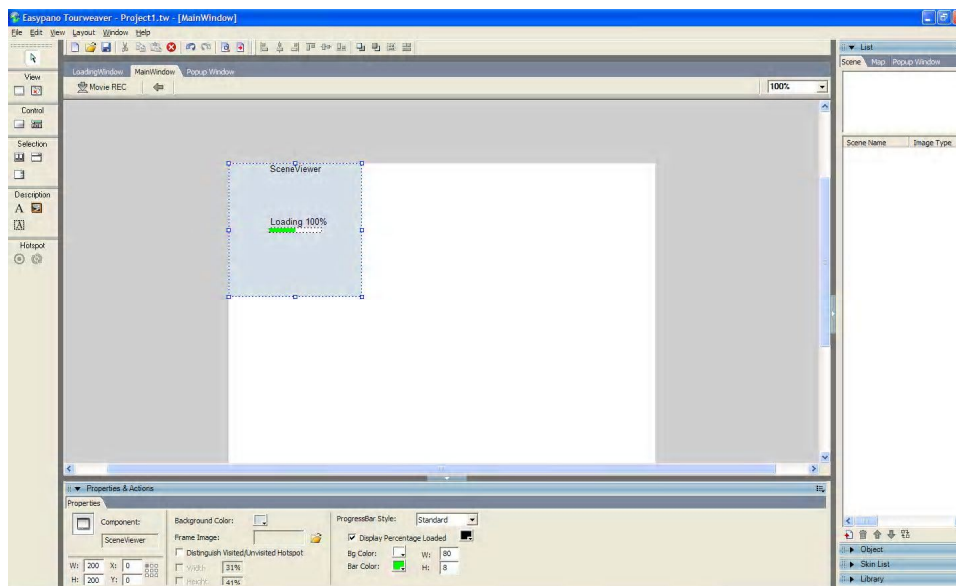 Easypano Tourweaver - Project1.tw - [MainWindow]
File Edit View Layout Window Help
List
Scene Map Popup Window
View
LoadingWindow MainWindow Popup Window
Movie REC
100%
Control
Selection
Scene Name Image Type
SceneViewer
Description
A
A
Loading 100%
Hotspot
Properties & Actions
Properties
Component:
SceneViewer
Background Color:
Frame Image:
Distinguish Visited/Unvisited Hotspot
Width: 31%
Height: 41%
W: 200 X: 0
H: 200 Y: 0
ProgressBar Style: Standard
Display Percentage Loaded
Bg Color: W: 80
Bar Color: H: 8
Object
Skin List
Library